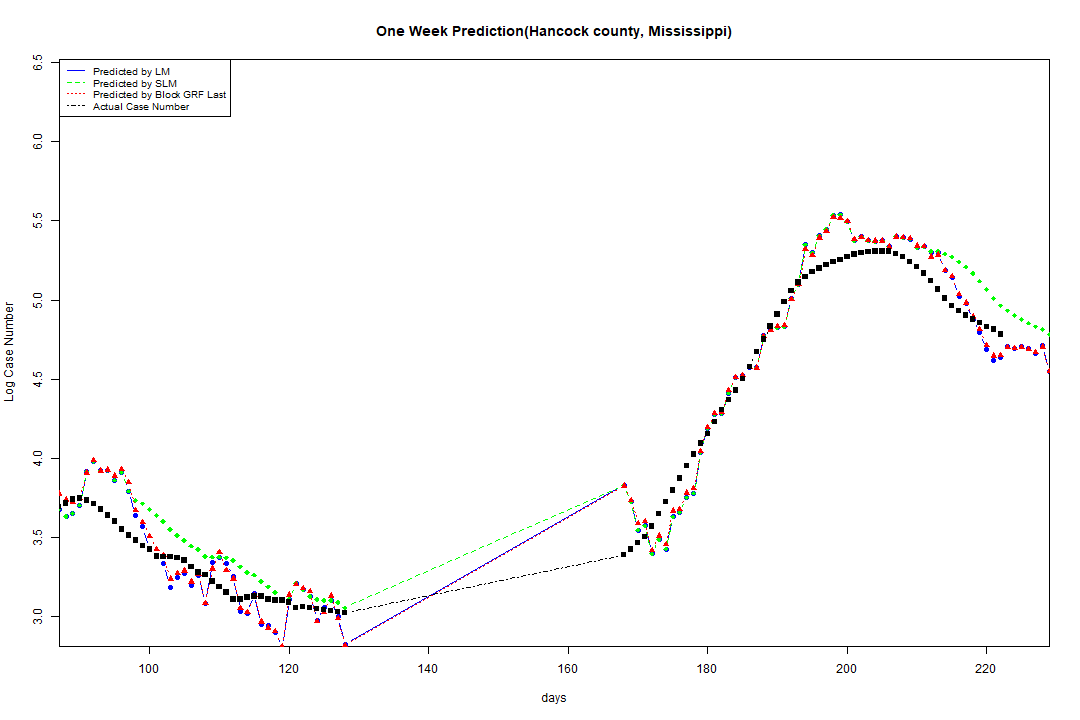 One Week Prediction(Hancock county, Mississippi)
Predicted by LM
Predicted by SLM
Predicted by Block GRF Last
Actual Case Number
6.5
6.0
5.5
5.0
4.5
4.0
3.5
3.0
Log Case Number
100 120 140 160 180 200 220
days